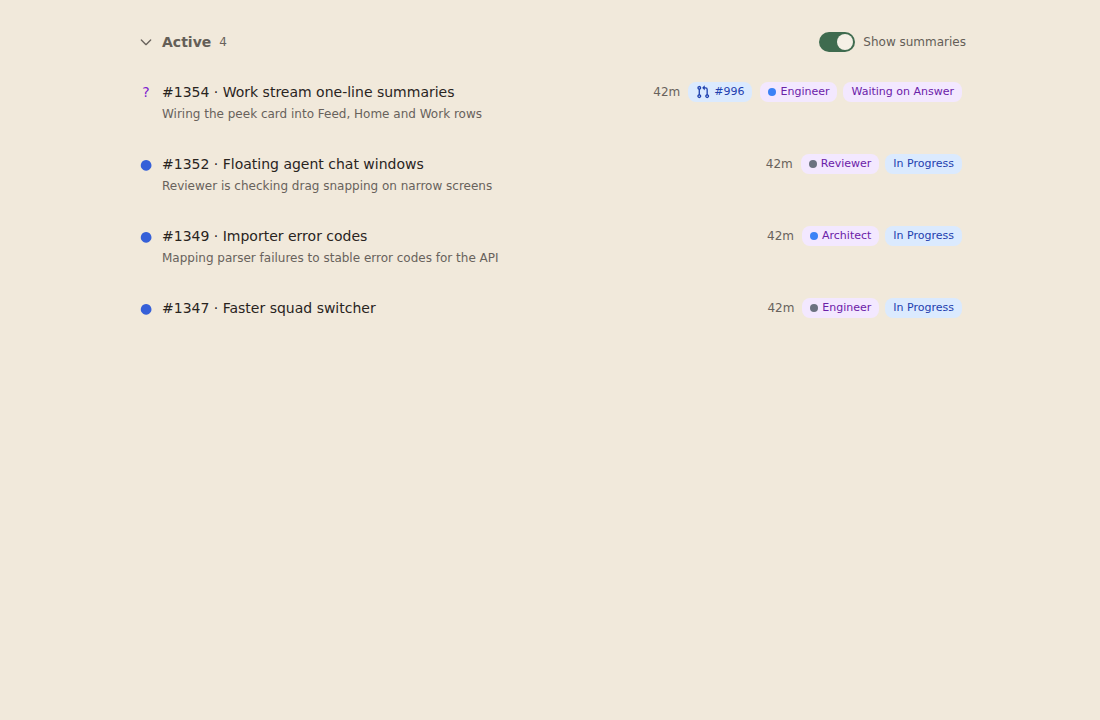 Active 4 Show summaries
? #1354 · Work stream one-line summaries 42m #996 Engineer Waiting on Answer
Wiring the peek card into Feed, Home and Work rows
#1352 · Floating agent chat windows 42m Reviewer In Progress
Reviewer is checking drag snapping on narrow screens
#1349 · Importer error codes 42m Architect In Progress
Mapping parser failures to stable error codes for the API
#1347 · Faster squad switcher 42m Engineer In Progress